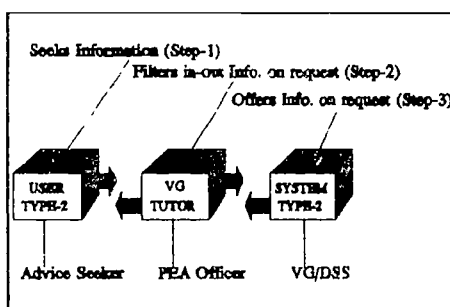 Seeks Information (Step-1)
Filters in-out Info. on request (Step-2)
Offers Info. on request (Step-3)
USER
TYPE-2
VG
TUTOR
SYSTEM
TYPE-2
Advice Seeker
PEA Officer
VG/DSS